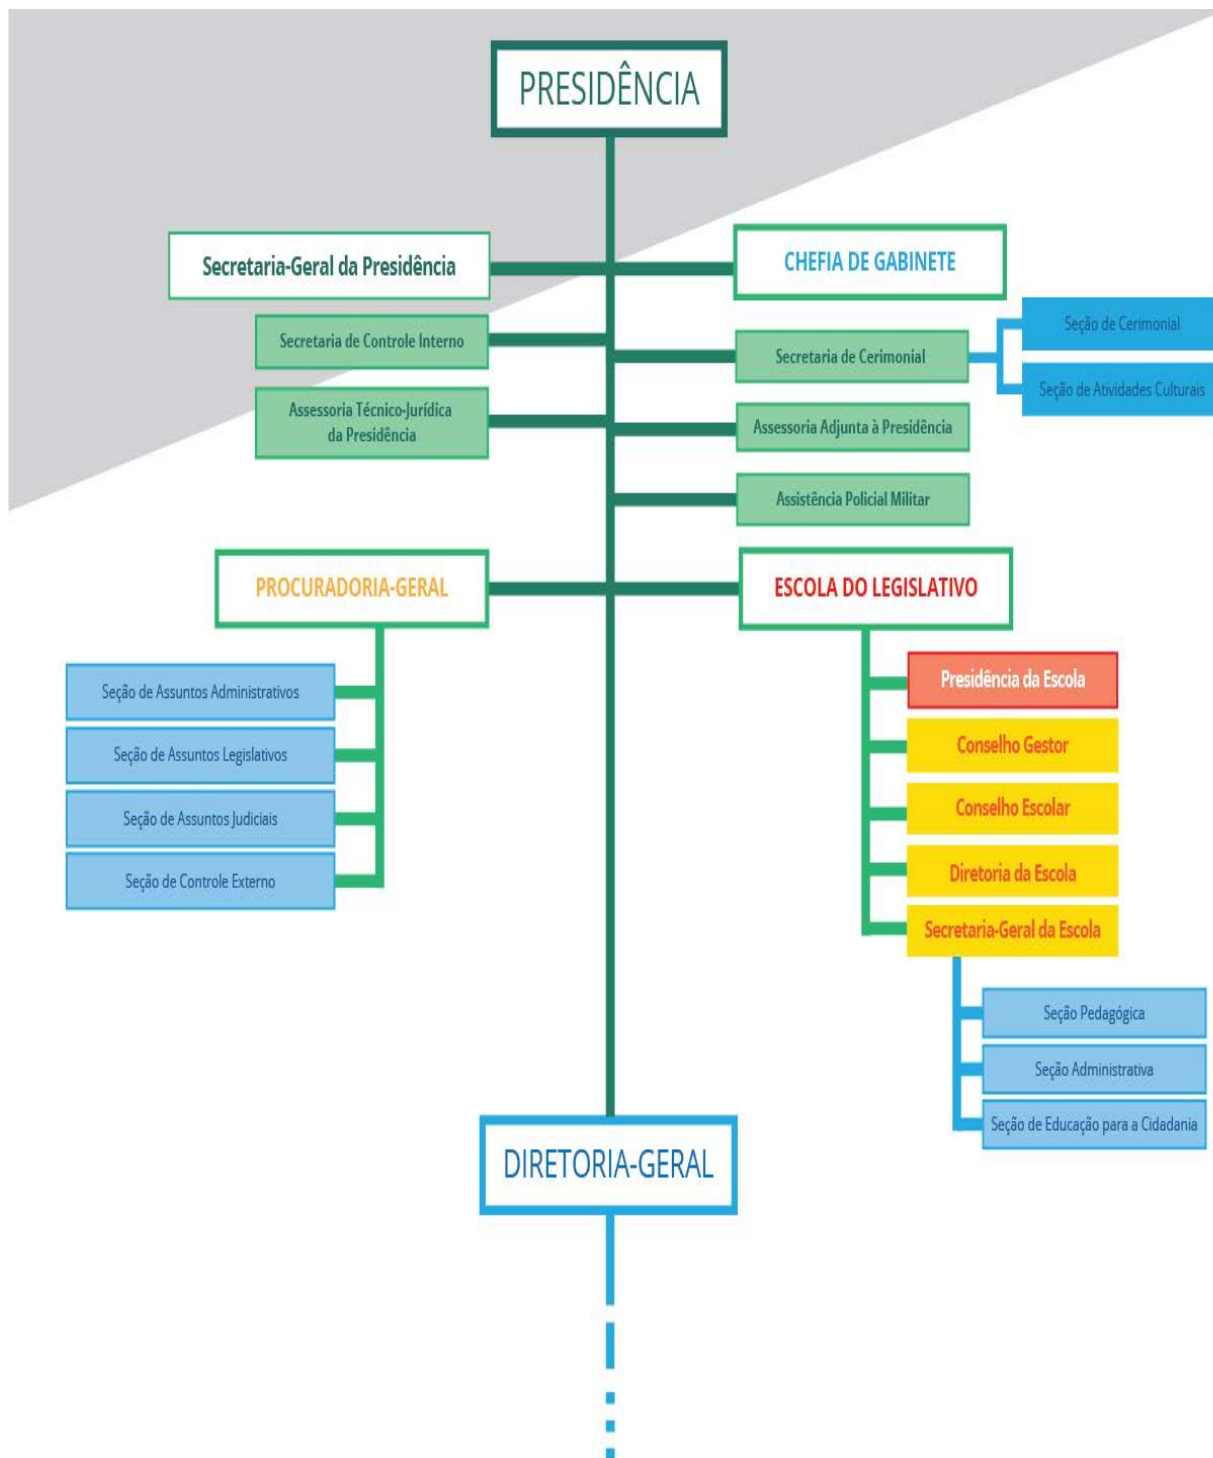 PRESIDÊNCIA
Secretaria-Geral da Presidência
CHEFIA DE GABINETE
Secretaria de Controle Interno
Assessoria Técnico-Jurídica
da Presidência
Secretaria de Cerimonial
Seção de Cerimonial
Seção de Atividades Culturais
Assessoria Adjunta à Presidência
Assistência Policial Militar
PROCURADORIA-GERAL
Seção de Assuntos Administrativos
Seção de Assuntos Legislativos
Seção de Assuntos Judiciais
Seção de Controle Externo
ESCOLA DO LEGISLATIVO
Presidência da Escola
Conselho Gestor
Conselho Escolar
Diretoria da Escola
Secretaria-Geral da Escola
Seção Pedagógica
Seção Administrativa
Seção de Educação para a Cidadania
DIRETORIA-GERAL